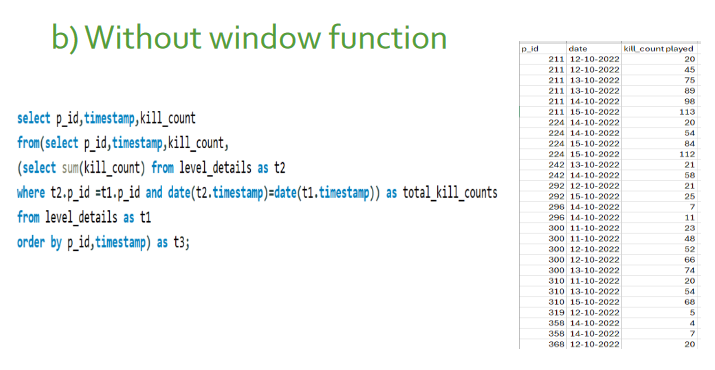 b) Without window function
select p_id,timestamp,kill_count
from(select p_id,timestamp,kill_count,
(select sum(kill_count) from level_details as t2
where t2.p_id =t1.p_id and date(t2.timestamp)=date(t1.timestamp)) as total_kill_counts
from level_details as t1
order by p_id,timestamp) as t3;
p_id date kill_count played
211 12-10-2022 20
211 12-10-2022 45
211 13-10-2022 75
211 13-10-2022 89
211 14-10-2022 98
211 15-10-2022 113
224 14-10-2022 20
224 14-10-2022 54
224 15-10-2022 84
224 15-10-2022 112
242 13-10-2022 21
242 14-10-2022 58
292 12-10-2022 21
292 15-10-2022 25
296 14-10-2022 7
296 14-10-2022 11
300 11-10-2022 23
300 11-10-2022 48
300 12-10-2022 52
300 12-10-2022 66
300 13-10-2022 74
310 11-10-2022 20
310 13-10-2022 54
310 15-10-2022 68
319 12-10-2022 5
358 14-10-2022 4
358 14-10-2022 7
368 12-10-2022 20